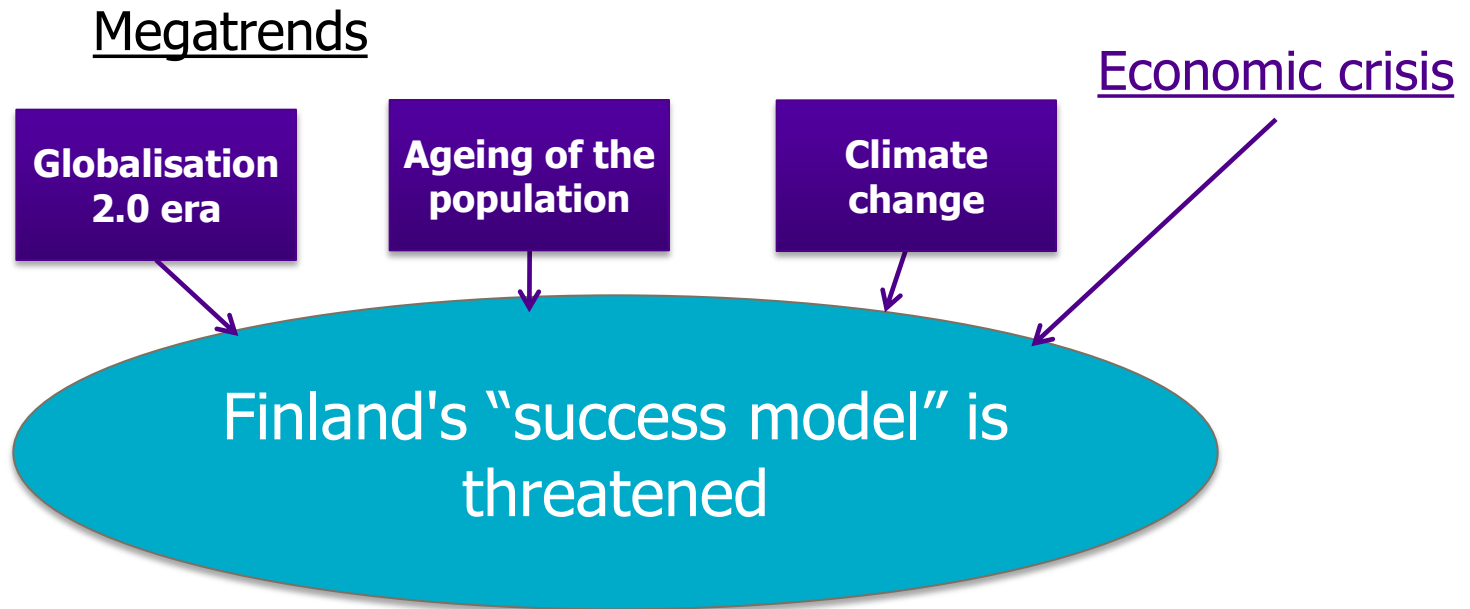 Megatrends
Economic crisis
Globalisation
2.0 era
Ageing of the
population
Climate
change
Finland's “success model” is
threatened